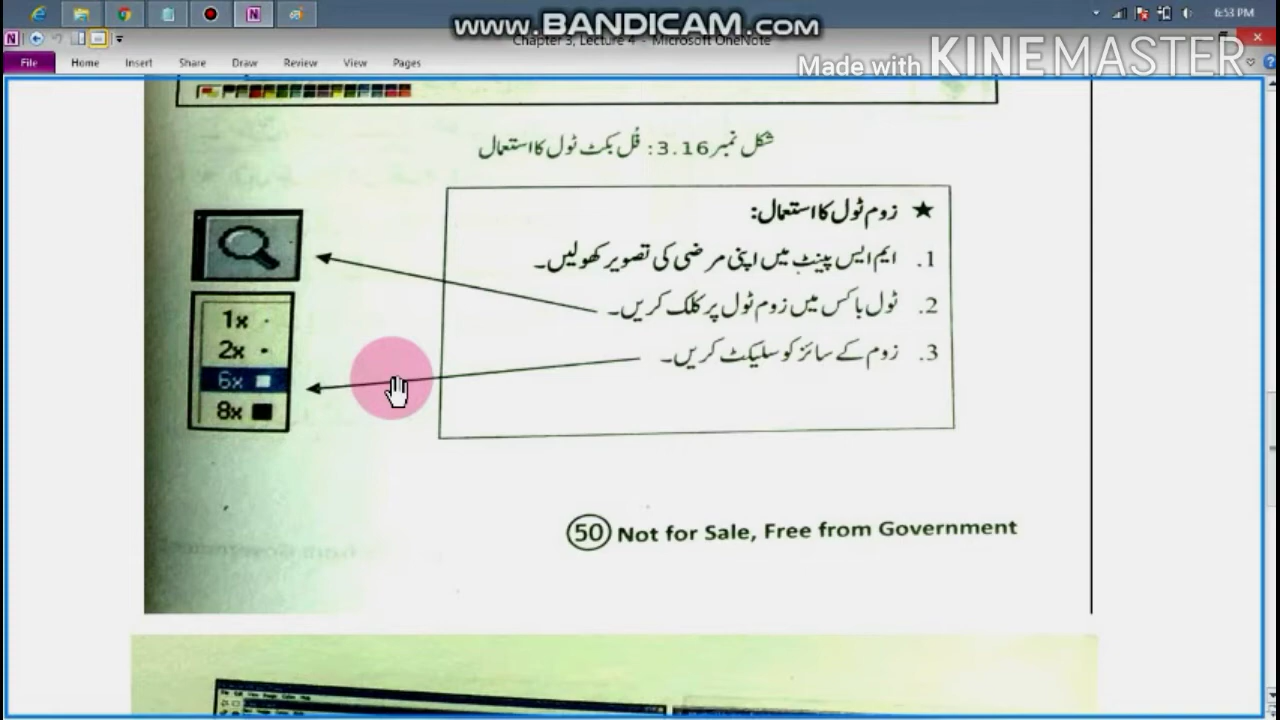 WWW.BANDICAM.COM
6:53 PM
Chapter 3, Lecture 4 - Microsoft OneNote
Made with KINEMASTER
File Home Insert Share Draw Review View Pages
شکل نمبر 3.16: فُل بکٹ ٹول کا استعمال
★ زوم ٹول کا استعمال:
1. ایم ایس پینٹ میں اپنی مرضی کی تصویر کھولیں۔
2. ٹول باکس میں زوم ٹول پر کلک کریں۔
3. زوم کے سائز کو سلیکٹ کریں۔
1x
2x
6x
8x
50 Not for Sale, Free from Government